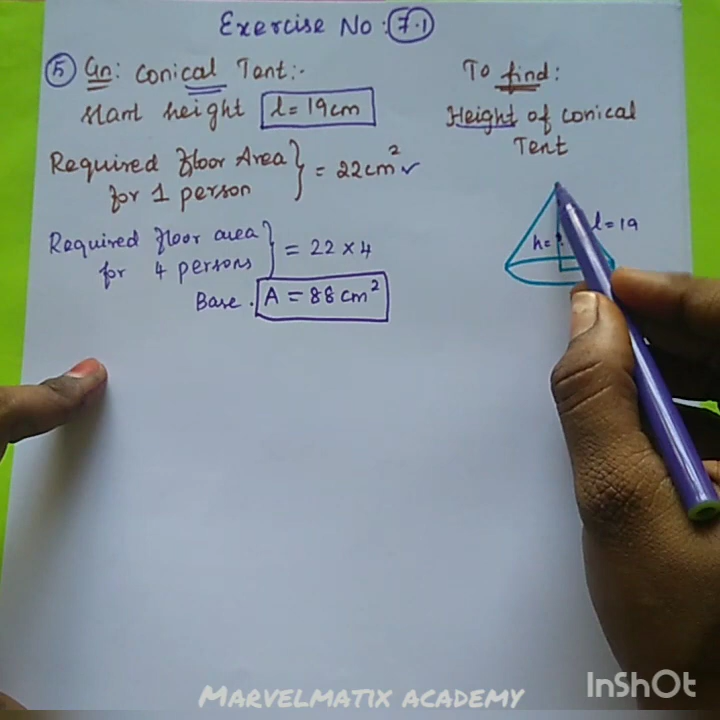 Exercise No: 7.1
5 Gn: Conical Tent:-
slant height l = 19cm
Required Floor Area
for 1 person } = 22cm² ✓
Required Floor area
for 4 persons } = 22 × 4
Base. A = 88 cm²
To find:
Height of conical
Tent
h = ?
l = 19
MARVELMATIX ACADEMY
InShOt